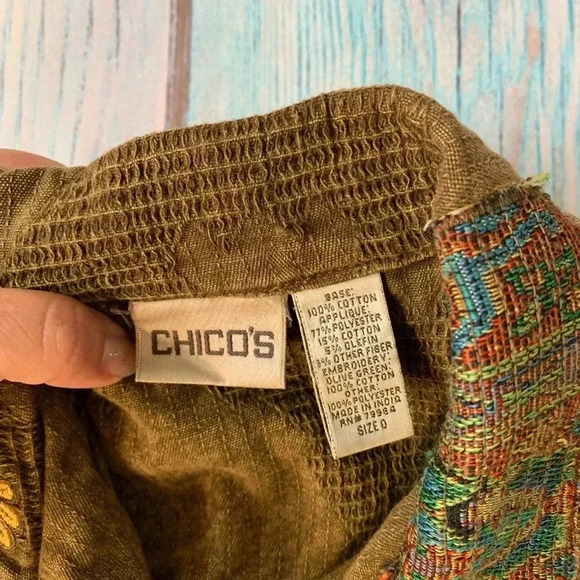 CHICO'S
BASE:
100% COTTON
APPLIQUE:
77% POLYESTER
15% COTTON
5% OLEFIN
3% OTHER FIBER
EMBROIDERY:
OLIVE GREEN:
100% COTTON
OTHER:
100% POLYESTER
MADE IN INDIA
RN# 79984
SIZE 0